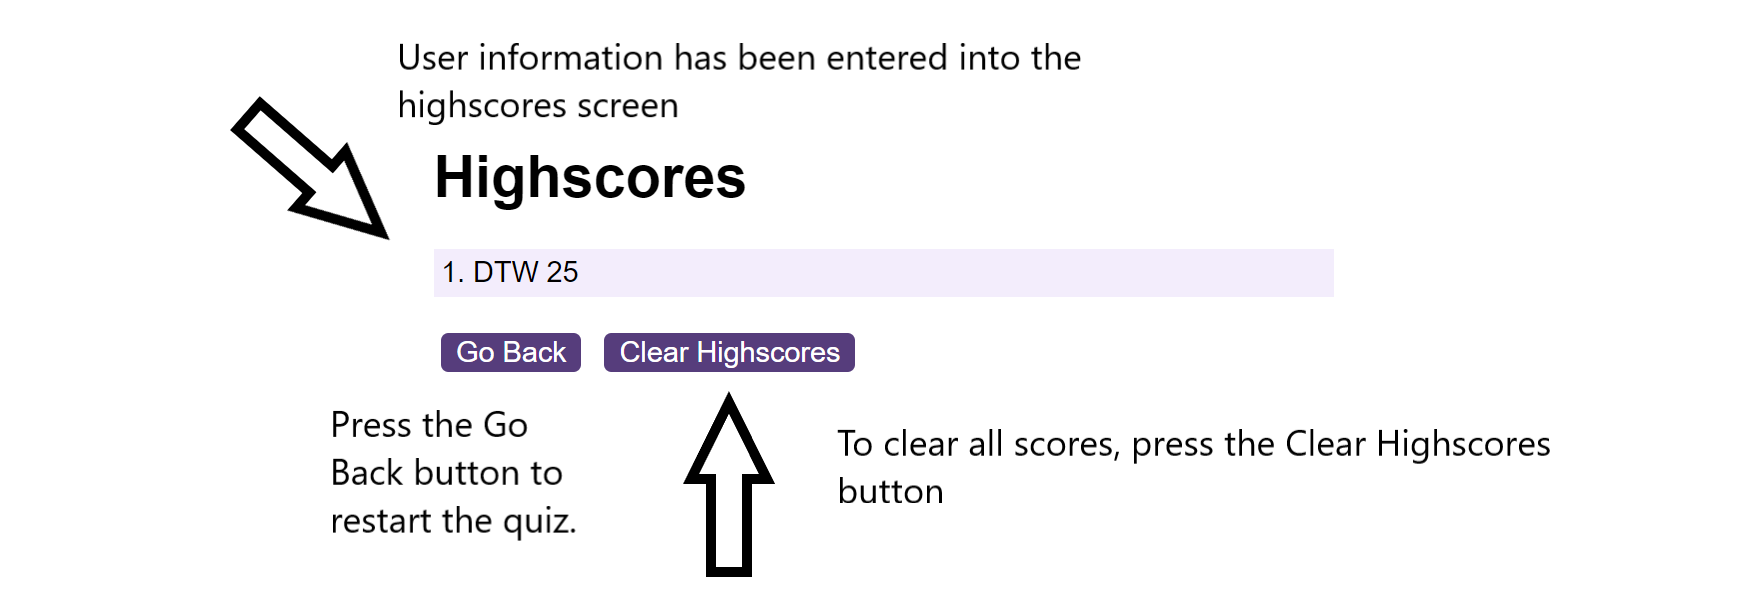 User information has been entered into the
highscores screen
Highscores
1. DTW 25
Go Back
Clear Highscores
Press the Go
Back button to
restart the quiz.
To clear all scores, press the Clear Highscores
button